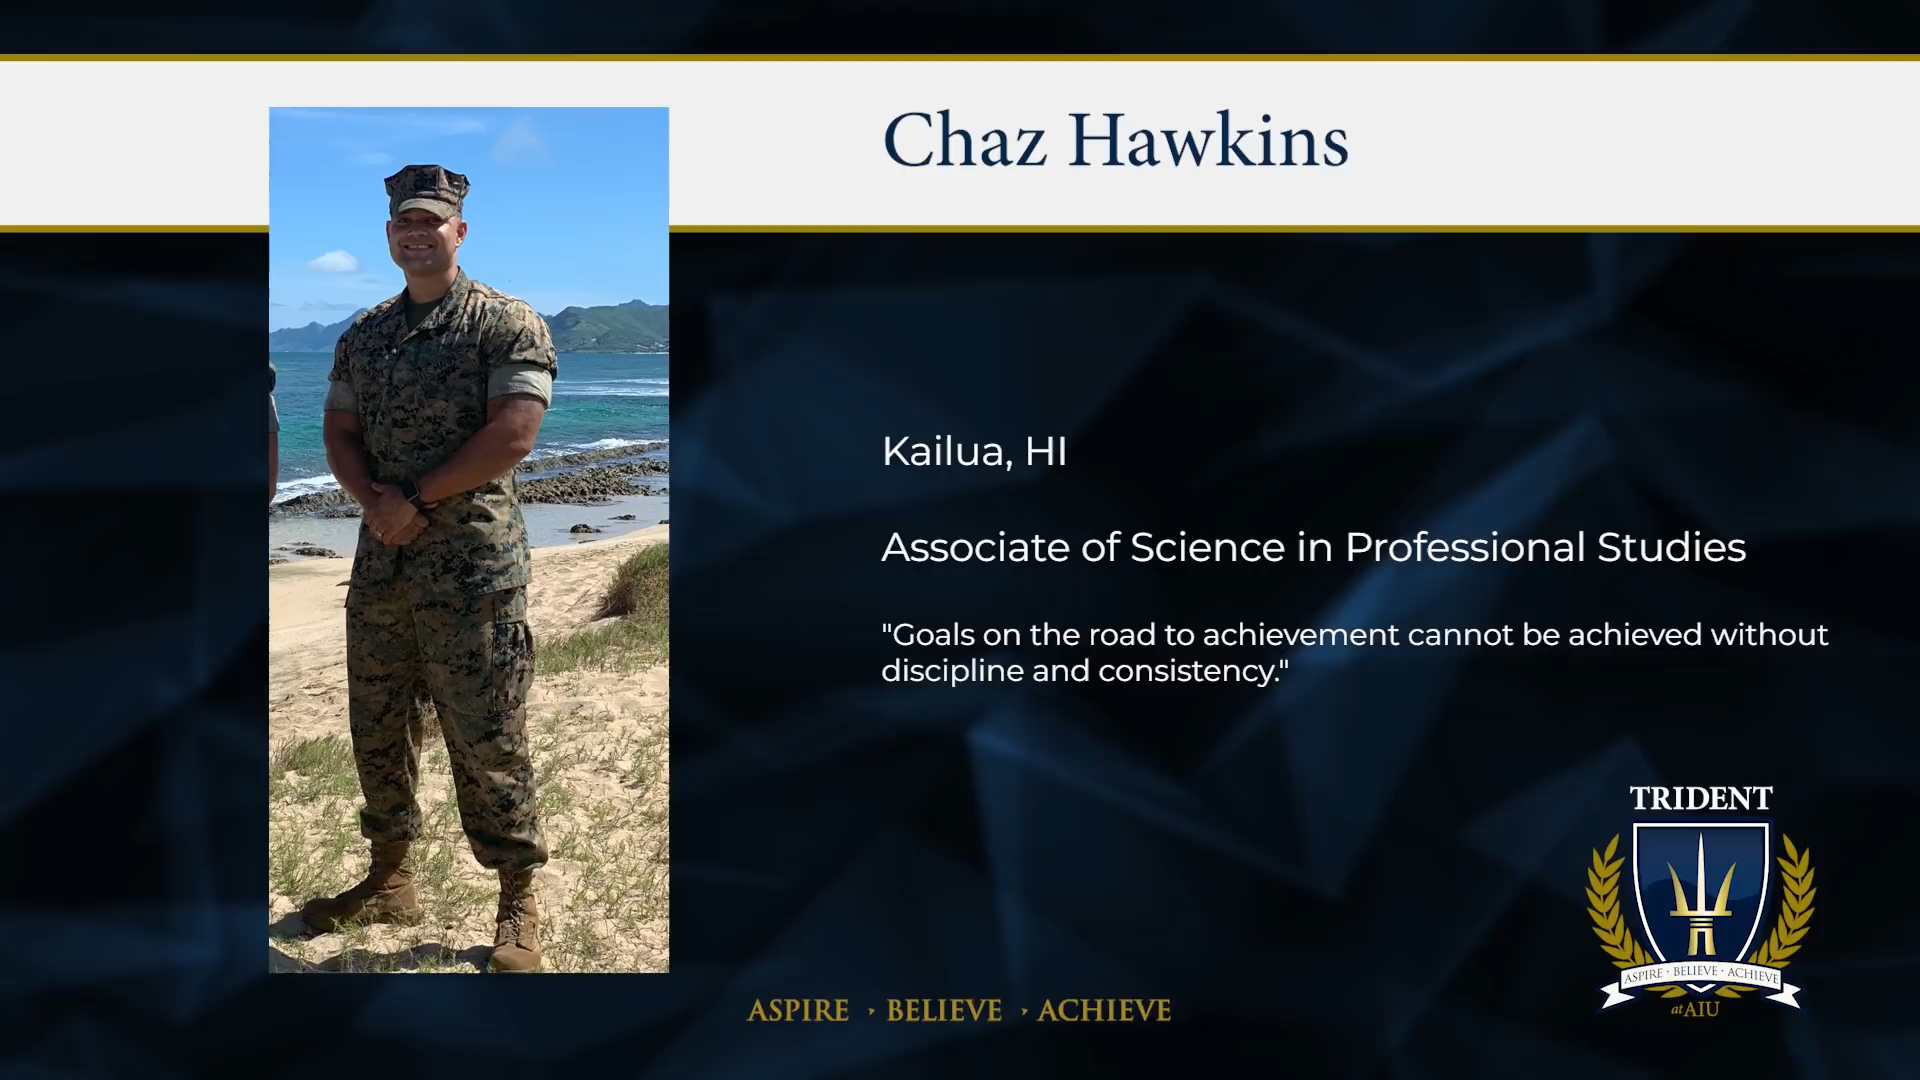 Chaz Hawkins
Kailua, HI
Associate of Science in Professional Studies
"Goals on the road to achievement cannot be achieved without
discipline and consistency."
TRIDENT
ASPIRE · BELIEVE · ACHIEVE
at AIU
ASPIRE · BELIEVE · ACHIEVE